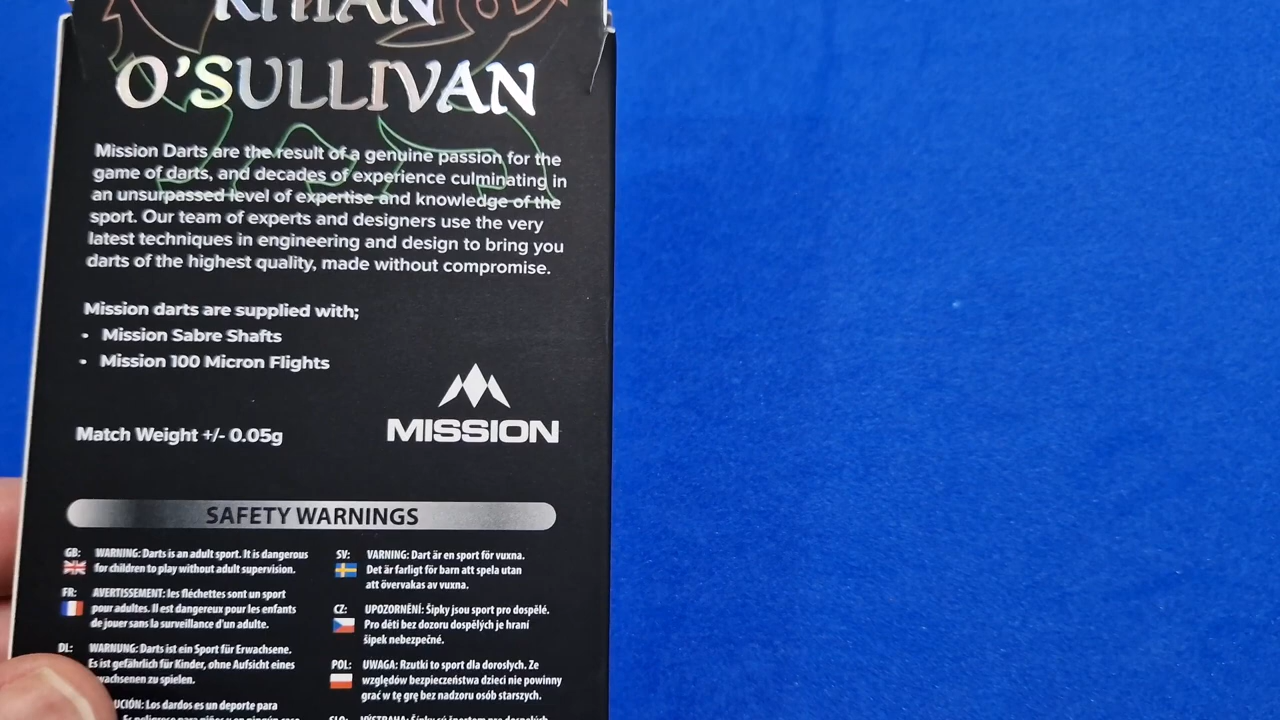 RHIAN
O'SULLIVAN
Mission Darts are the result of a genuine passion for the
game of darts, and decades of experience culminating in
an unsurpassed level of expertise and knowledge of the
sport. Our team of experts and designers use the very
latest techniques in engineering and design to bring you
darts of the highest quality, made without compromise.
Mission darts are supplied with;
• Mission Sabre Shafts
• Mission 100 Micron Flights
Match Weight +/- 0.05g
MISSION
SAFETY WARNINGS
GB: WARNING: Darts is an adult sport. It is dangerous
for children to play without adult supervision.
FR: AVERTISSEMENT: les fléchettes sont un sport
pour adultes. Il est dangereux pour les enfants
de jouer sans la surveillance d'un adulte.
DL: WARNUNG: Darts ist ein Sport für Erwachsene.
Es ist gefährlich für Kinder, ohne Aufsicht eines
wachsenen zu spielen.
UCIÓN: Los dardos es un deporte para
SV: VARNING: Dart är en sport för vuxna.
Det är farligt för barn att spela utan
att övervakas av vuxna.
CZ: UPOZORNĚNÍ: Šipky jsou sport pro dospělé.
Pro děti bez dozoru dospělých je hraní
šipek nebezpečné.
POL: UWAGA: Rzutki to sport dla dorosłych. Ze
względów bezpieczeństwa dzieci nie powinny
grać w tę grę bez nadzoru osób starszych.